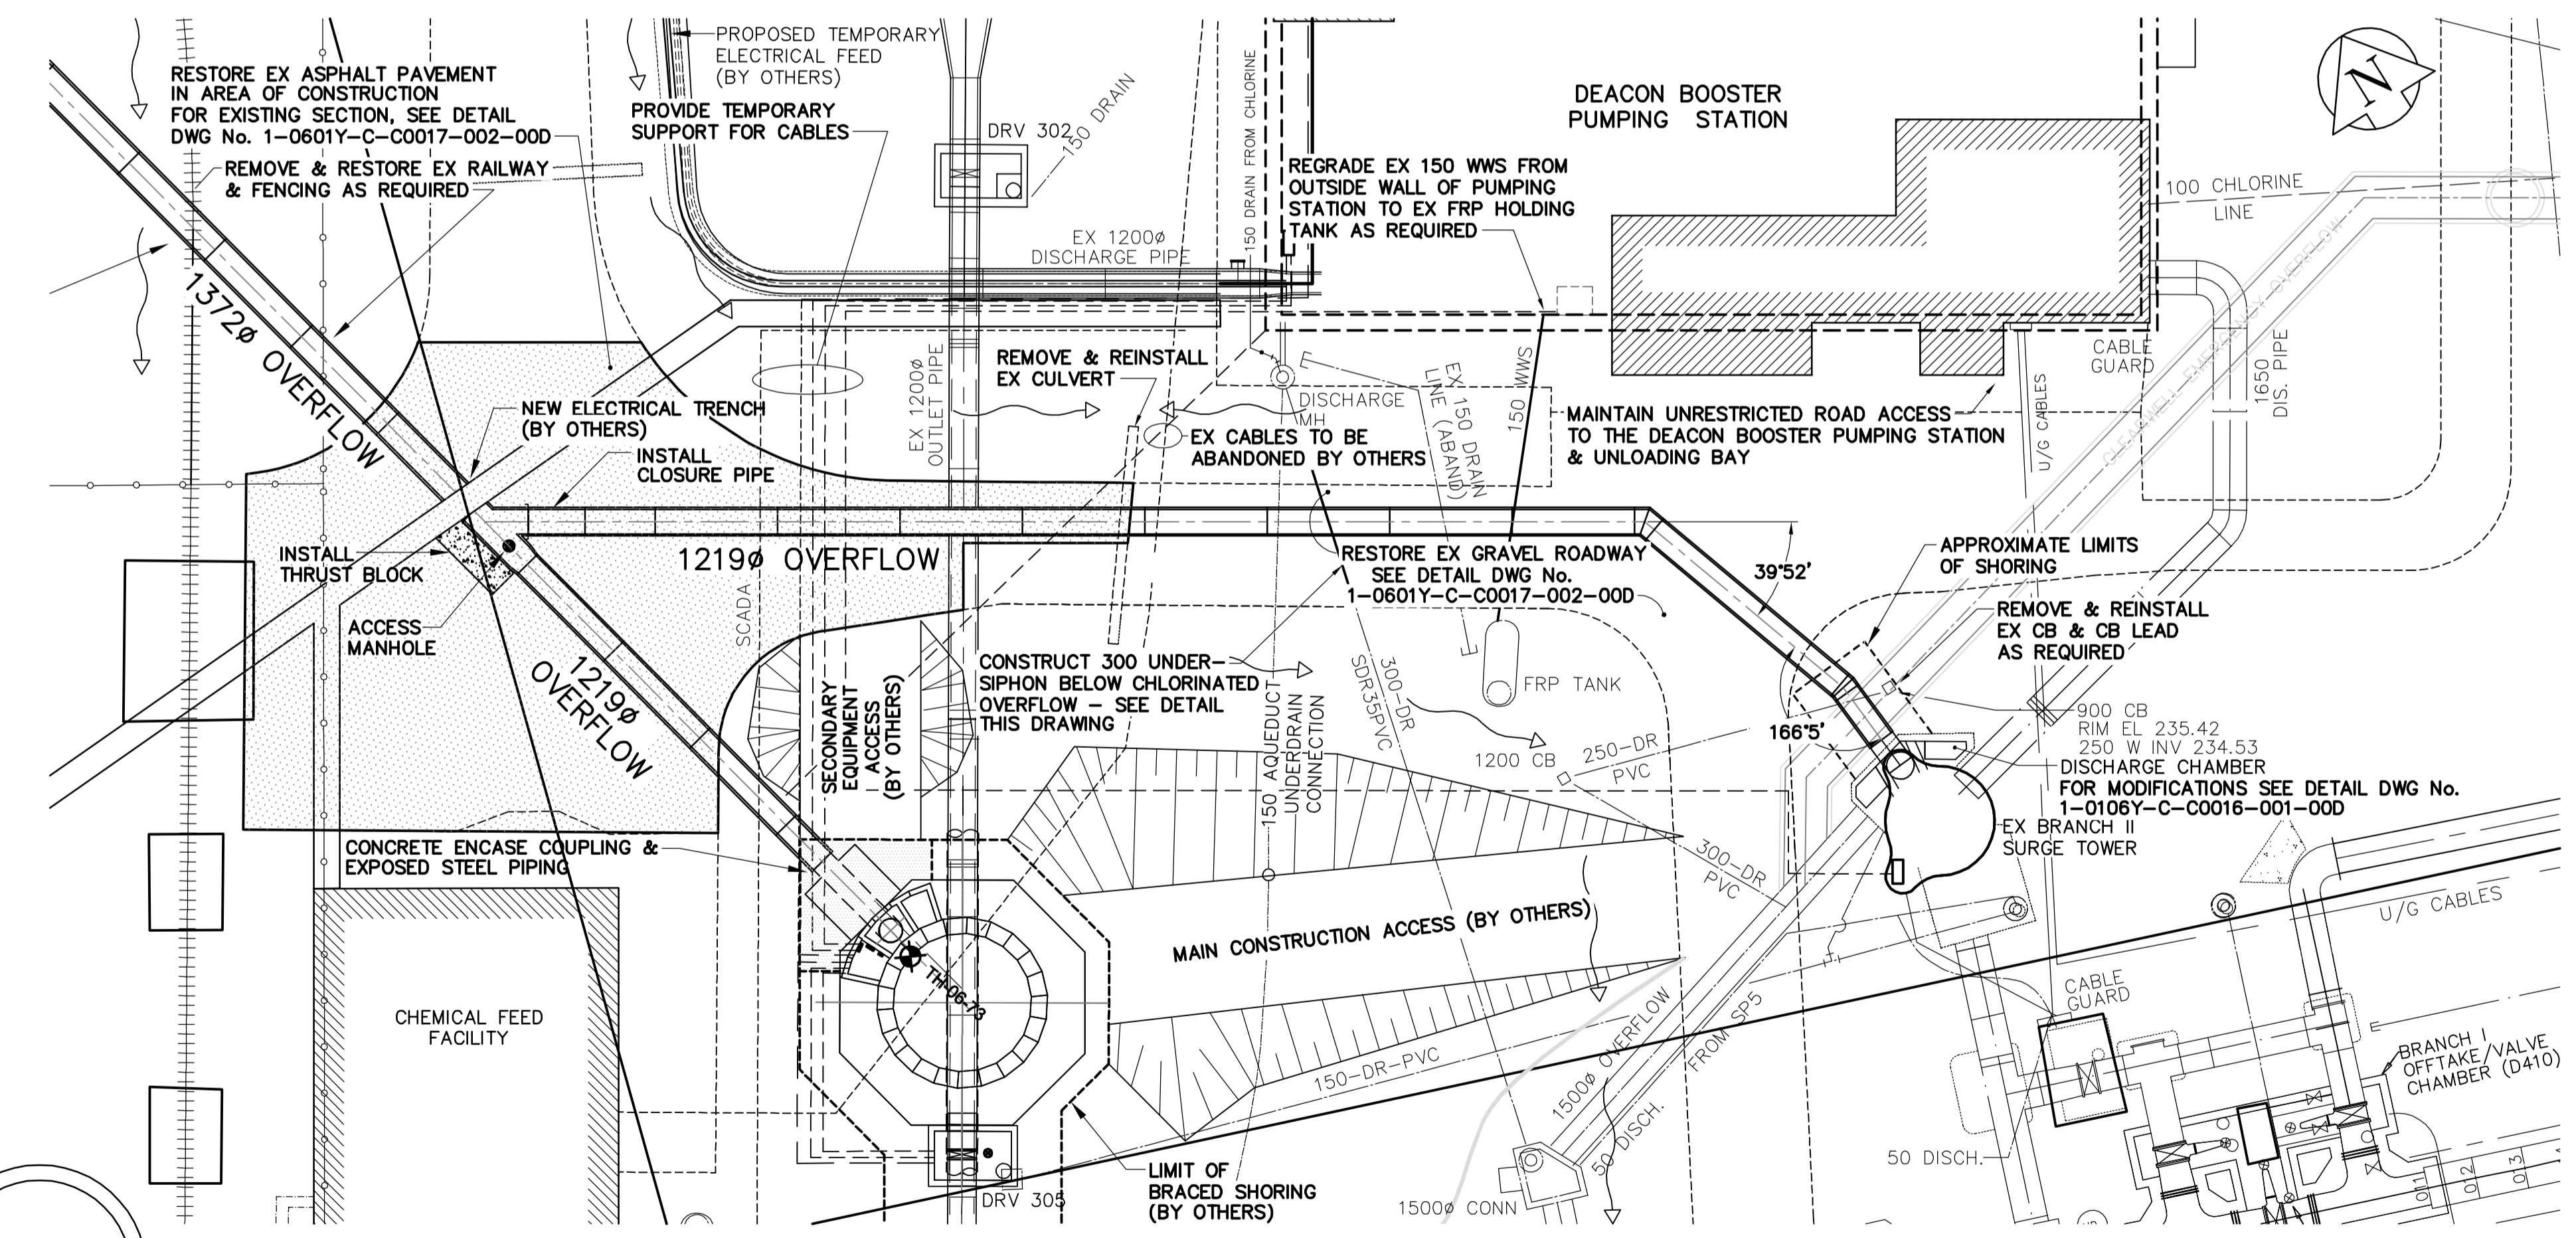 PROPOSED TEMPORARY
ELECTRICAL FEED
(BY OTHERS)
RESTORE EX ASPHALT PAVEMENT
IN AREA OF CONSTRUCTION
FOR EXISTING SECTION, SEE DETAIL
DWG No. 1-0601Y-C-C0017-002-00D
REMOVE & RESTORE EX RAILWAY
& FENCING AS REQUIRED
PROVIDE TEMPORARY
SUPPORT FOR CABLES
DRV 302
150 DRAIN
150 DRAIN FROM CHLORINE
DEACON BOOSTER
PUMPING STATION
N
REGRADE EX 150 WWS FROM
OUTSIDE WALL OF PUMPING
STATION TO EX FRP HOLDING
TANK AS REQUIRED
100 CHLORINE
LINE
EX 1200ø
DISCHARGE PIPE
CLEARWELL EMERGENCY OVERFLOW
1372ø OVERFLOW
REMOVE & REINSTALL
EX CULVERT
EX 1200ø
OUTLET PIPE
DISCHARGE
MH
EX 150 DRAIN
LINE (ABAND)
150 WWS
CABLE
GUARD
U/G CABLES
1650
DIS. PIPE
NEW ELECTRICAL TRENCH
(BY OTHERS)
INSTALL
CLOSURE PIPE
EX CABLES TO BE
ABANDONED BY OTHERS
MAINTAIN UNRESTRICTED ROAD ACCESS
TO THE DEACON BOOSTER PUMPING STATION
& UNLOADING BAY
INSTALL
THRUST BLOCK
1219ø OVERFLOW
RESTORE EX GRAVEL ROADWAY
SEE DETAIL DWG No.
1-0601Y-C-C0017-002-00D
39°52'
APPROXIMATE LIMITS
OF SHORING
REMOVE & REINSTALL
EX CB & CB LEAD
AS REQUIRED
ACCESS
MANHOLE
SCADA
1219ø
OVERFLOW
SECONDARY
EQUIPMENT
ACCESS
(BY OTHERS)
CONSTRUCT 300 UNDER-
SIPHON BELOW CHLORINATED
OVERFLOW – SEE DETAIL
THIS DRAWING
150 AQUEDUCT
UNDERDRAIN
CONNECTION
300-DR
SDR35PVC
FRP TANK
1200 CB
250-DR
PVC
166°5'
900 CB
RIM EL 235.42
250 W INV 234.53
DISCHARGE CHAMBER
FOR MODIFICATIONS SEE DETAIL DWG No.
1-0106Y-C-C0016-001-00D
EX BRANCH II
SURGE TOWER
CONCRETE ENCASE COUPLING &
EXPOSED STEEL PIPING
300-DR
PVC
MAIN CONSTRUCTION ACCESS (BY OTHERS)
U/G CABLES
TH-06-73
CHEMICAL FEED
FACILITY
CABLE
GUARD
150-DR-PVC
1500ø OVERFLOW
FROM SP5
50 DISCH.
BRANCH I
OFFTAKE/VALVE
CHAMBER (D410)
50 DISCH.
LIMIT OF
BRACED SHORING
(BY OTHERS)
DRV 305
1500ø CONN
011
012
013